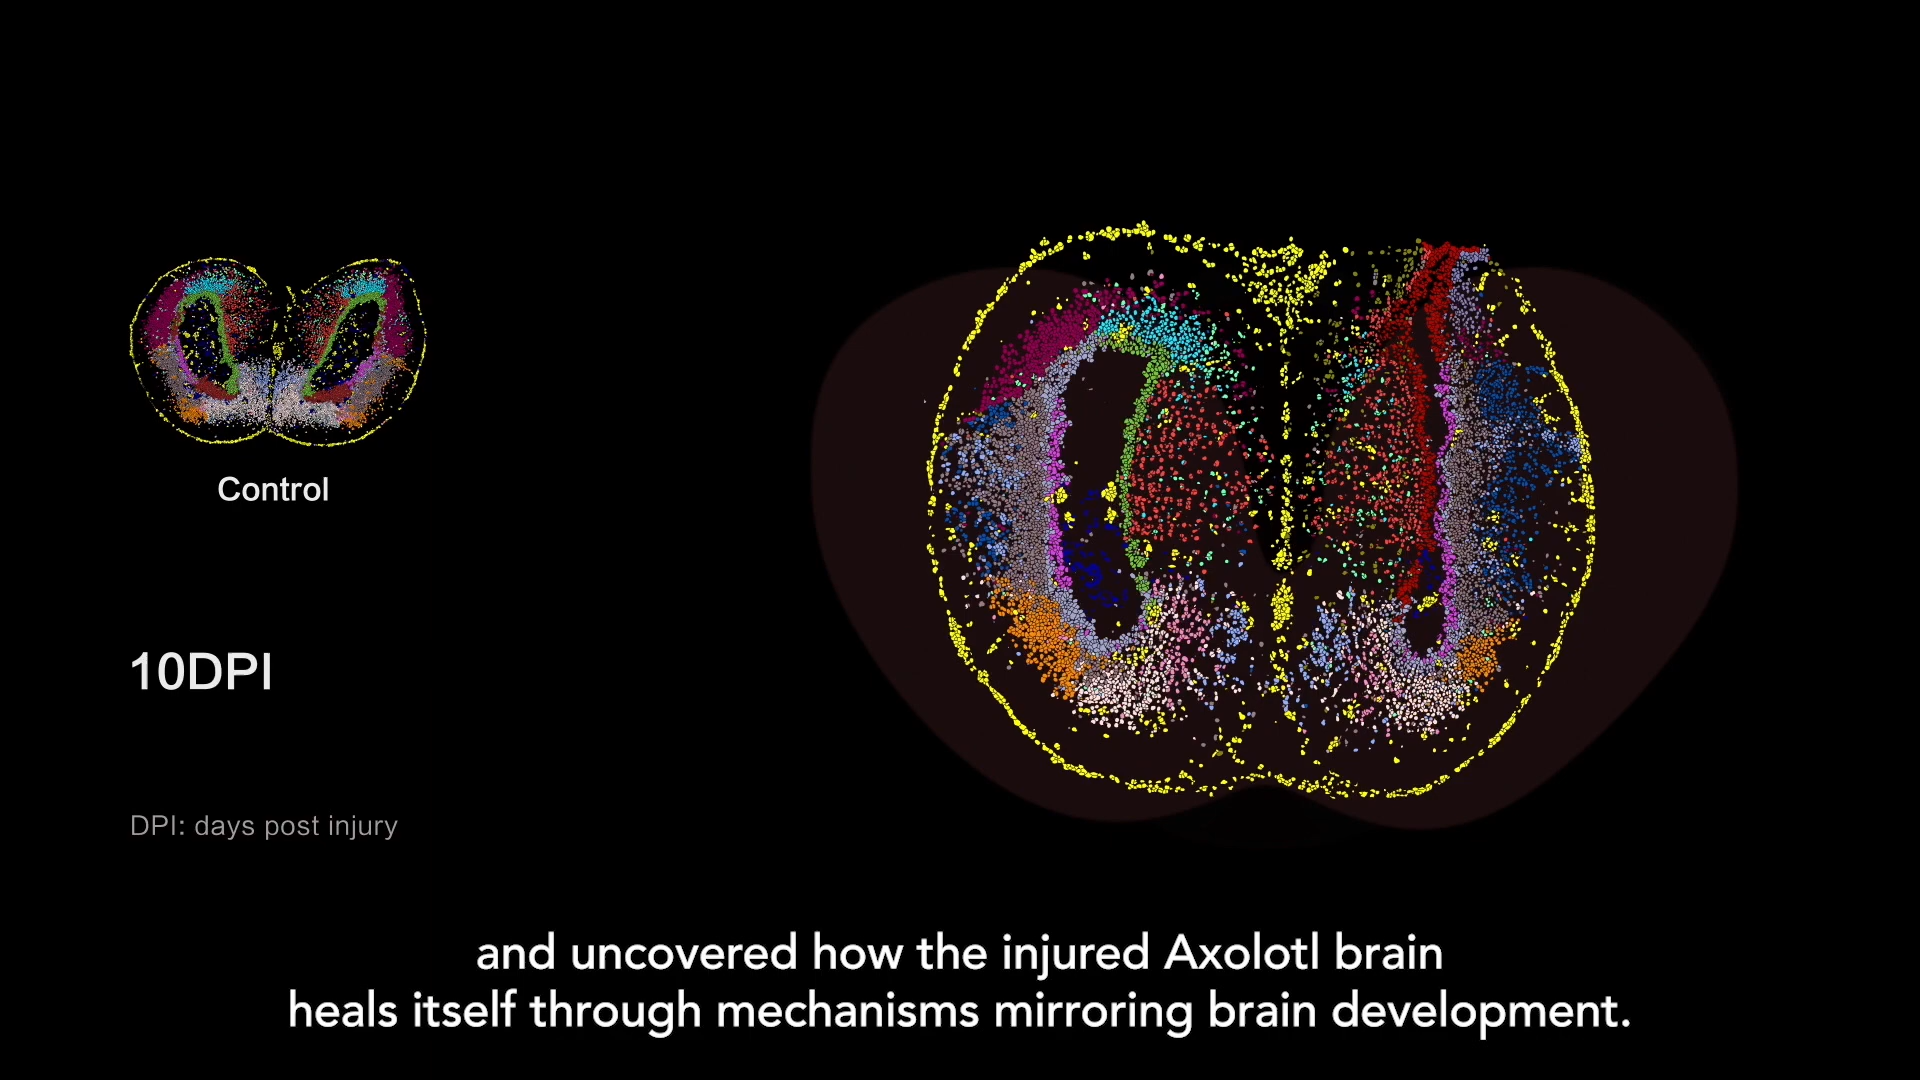 Control
10DPI
DPI: days post injury
and uncovered how the injured Axolotl brain
heals itself through mechanisms mirroring brain development.